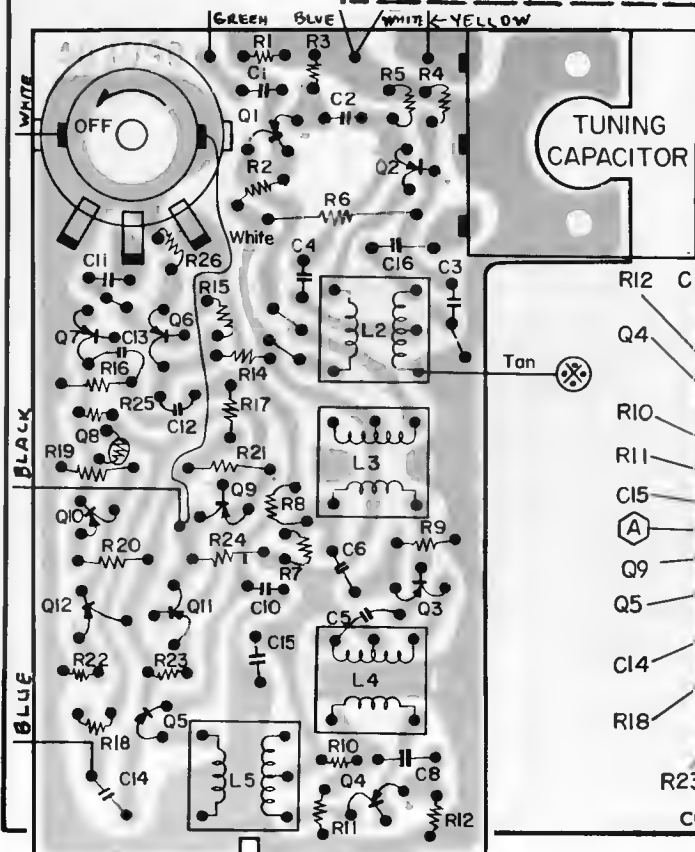 GREEN BLUE WHITE ← YELLOW
R1 R3
C1 R5 R4
WHITE
OFF Q1 C2
TUNING
CAPACITOR
R2 Q2
R6
White
R26 C4 C16 C3
C11 R15
R12 C
Q7 C13 Q6 L2 Q4
R16 R14 Tan
R25 C12 R17
R10
BLACK
Q8
R19 R21 L3 R11
Q9 R8 C15
Q10 A
R20 R24 R7 C6 R9 Q9
Q12 Q11 C10 C5 Q3 Q5
C15
R22 R23 L4 C14
BLUE
R18 Q5 R18
R10 C8
C14 L5 Q4 R23
R11 R12 C